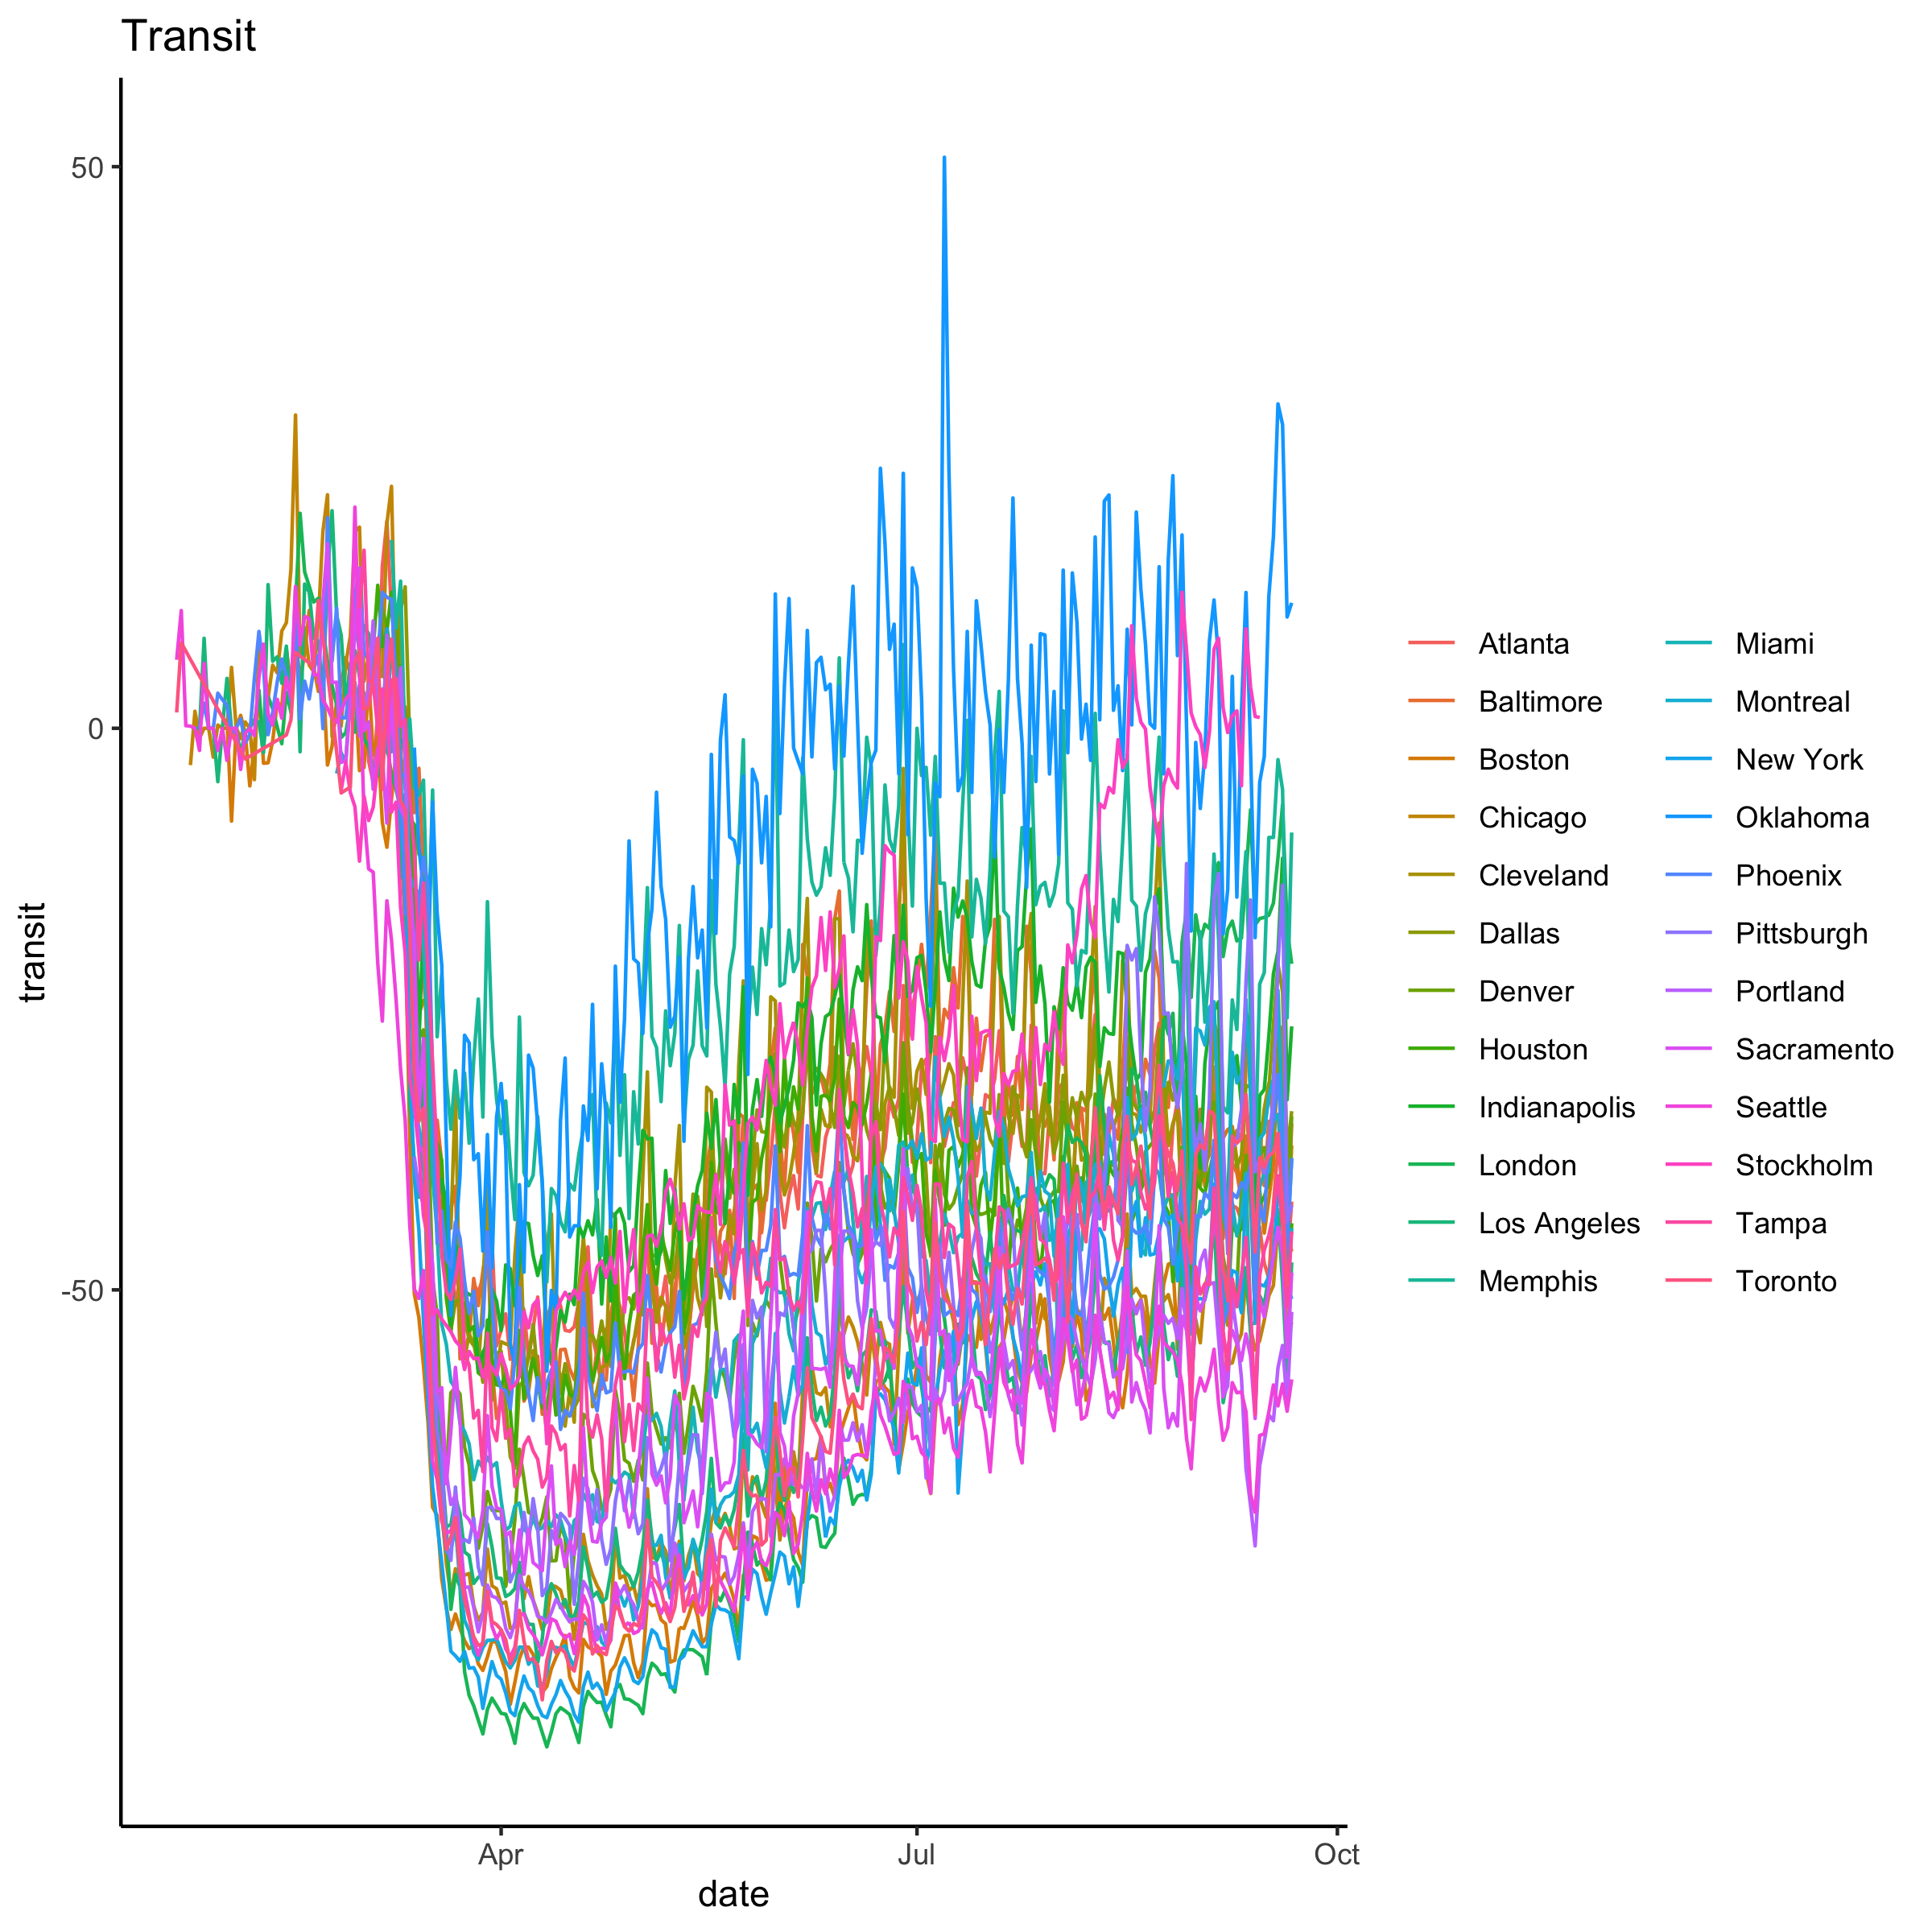 Transit
50
0
-50
transit
Apr
Jul
Oct
date
Atlanta
Baltimore
Boston
Chicago
Cleveland
Dallas
Denver
Houston
Indianapolis
London
Los Angeles
Memphis
Miami
Montreal
New York
Oklahoma
Phoenix
Pittsburgh
Portland
Sacramento
Seattle
Stockholm
Tampa
Toronto